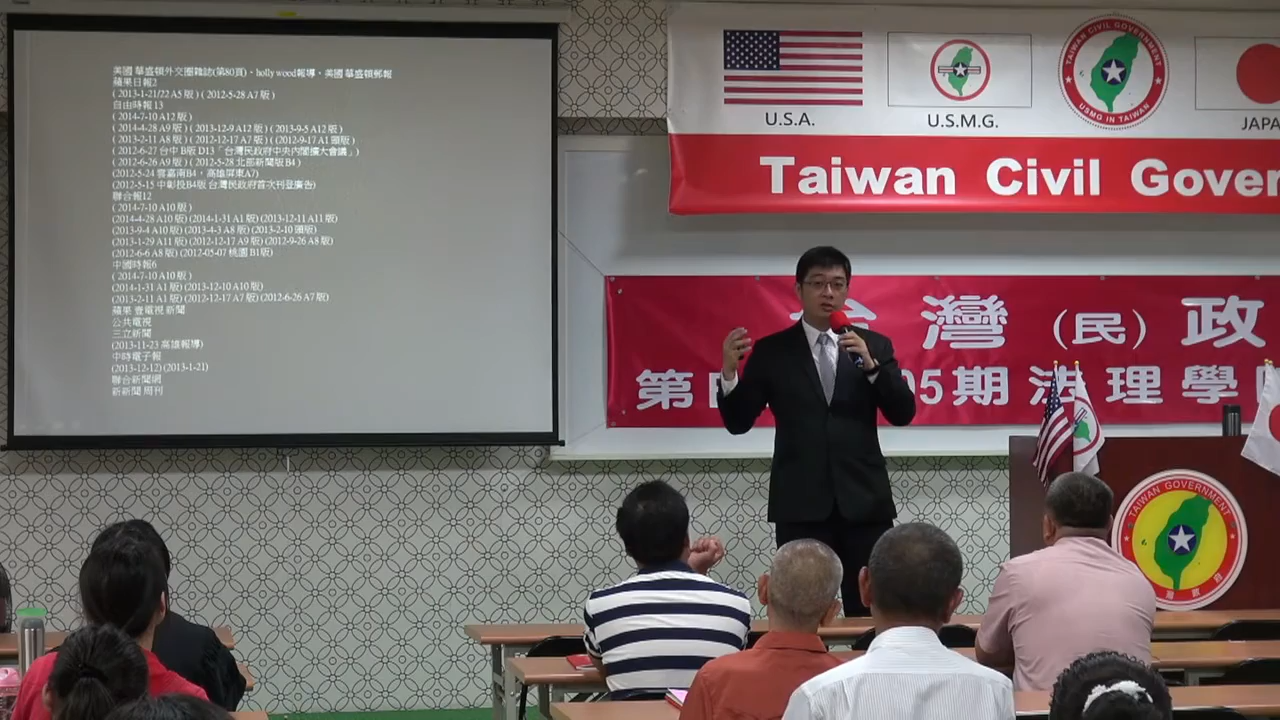 美國 華盛頓外交圈雜誌(第80頁)、hollywood報導、美國 華盛頓郵報
蘋果日報2
( 2013-1-21/22 A5 版 ) ( 2012-5-28 A7 版 )
自由時報 13
( 2014-7-10 A12 版 )
( 2014-4-28 A9 版 ) ( 2013-12-9 A12 版 ) ( 2013-9-5 A12 版 )
( 2013-2-11 A8 版 ) ( 2012-12-17 A7 版 ) ( 2012-9-17 A1 頭版 )
(2012-6-27 台中 B版 D13「台灣民政府中央內閣擴大會議」)
( 2012-6-26 A9 版 ) ( 2012-5-28 北部新聞版 B4 )
(2012-5-24 雲嘉南B4、高雄屏東A7)
(2012-5-15 中彰投B4版 台灣民政府首次刊登廣告)
聯合報12
( 2014-7-10 A10 版 )
(2014-4-28 A10 版) (2014-1-31 A1 版) (2013-12-11 A11 版)
(2013-9-4 A10 版) (2013-4-3 A8 版) (2013-2-10 頭版)
(2013-1-29 A11 版) (2012-12-17 A9 版) (2012-9-26 A8 版)
(2012-6-6 A8 版) (2012-05-07 桃園 B1版)
中國時報6
( 2014-7-10 A10 版 )
(2014-1-31 A1 版) (2013-12-10 A10 版)
(2013-2-11 A1 版) (2012-12-17 A7 版) (2012-6-26 A7 版)
蘋果 壹電視 新聞
公共電視
三立新聞
(2013-11-23 高雄報導)
中時電子報
(2013-12-12) (2013-1-21)
聯合新聞網
新新聞 周刊
U.S.A.
U.S.M.G.
TAIWAN CIVIL GOVERNMENT
USMG IN TAIWAN
JAPA
Taiwan Civil Gover
灣 (民) 政
第 05期 法理學
TAIWAN GOVERNMENT
灣政府